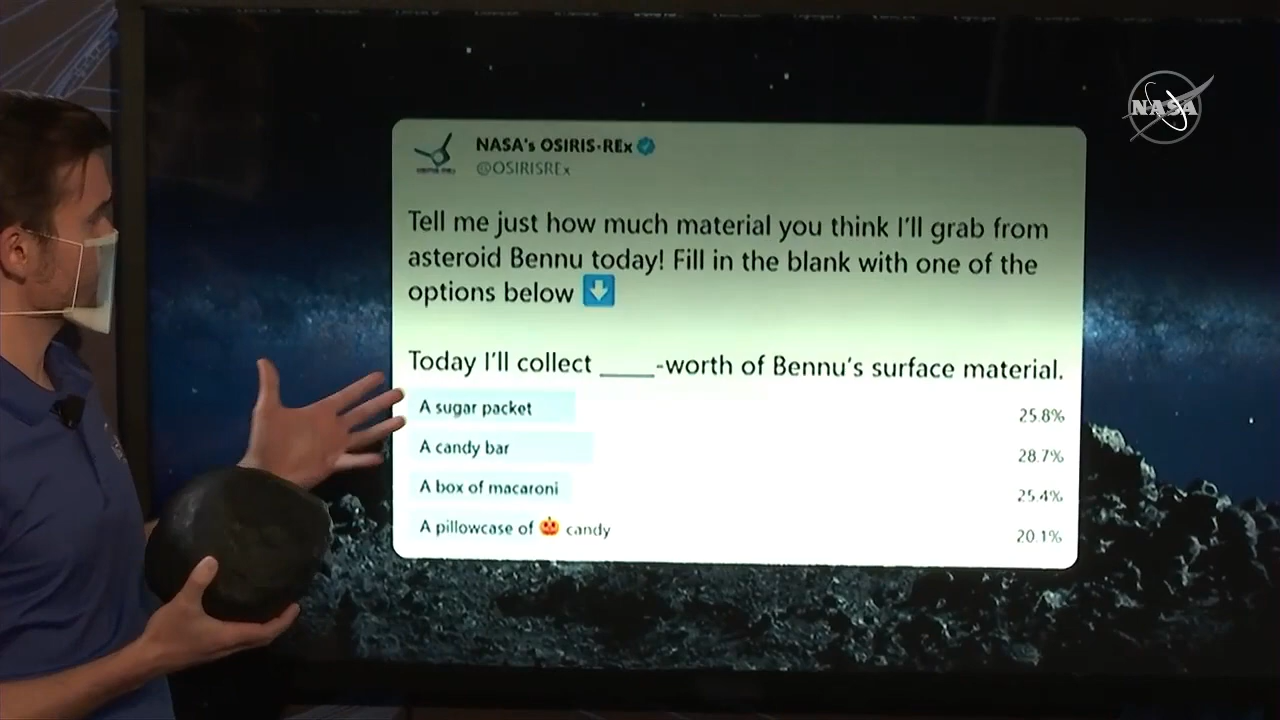 NASA
NASA's OSIRIS-REx
@OSIRISREx
Tell me just how much material you think I'll grab from
asteroid Bennu today! Fill in the blank with one of the
options below ⬇️
Today I'll collect ____-worth of Bennu's surface material.
A sugar packet 25.8%
A candy bar 28.7%
A box of macaroni 25.4%
A pillowcase of 🎃 candy 20.1%